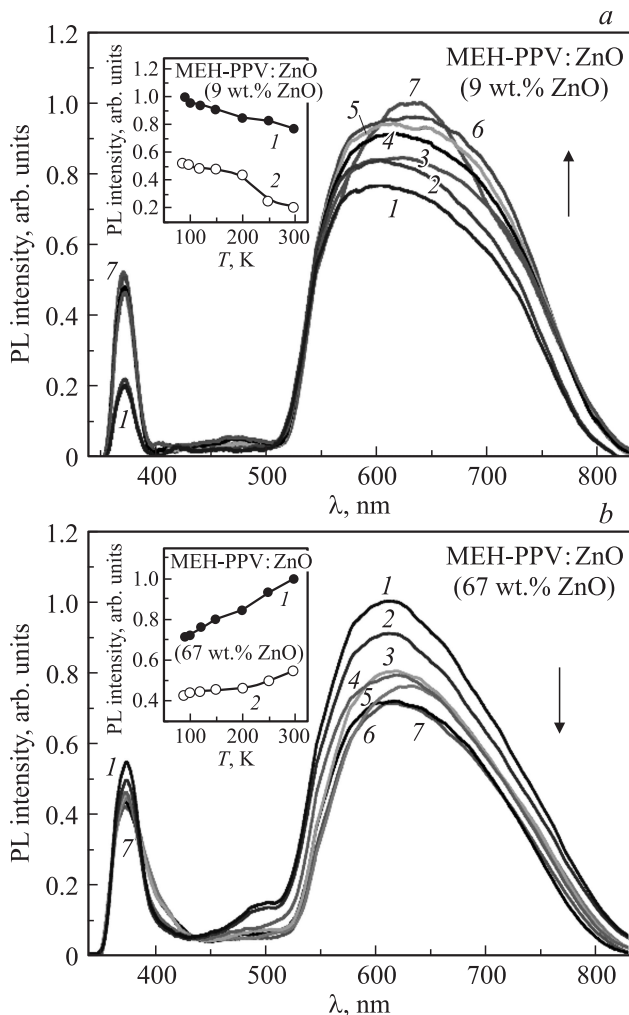 a
1.2
1.0
0.8
0.6
0.4
0.2
0
PL intensity, arb. units
MEH-PPV:ZnO
(9 wt.% ZnO)
1.0
0.8
0.6
0.4
0.2
PL intensity, arb. units
MEH-PPV:ZnO
(9 wt.% ZnO)
1
2
100 200 300
T, K
7
1
5
4
7
6
3
2
1
400 500 600 700 800
λ, nm
b
1.2
1.0
0.8
0.6
0.4
0.2
0
PL intensity, arb. units
MEH-PPV:ZnO
(67 wt.% ZnO)
1.0
0.8
0.6
0.4
PL intensity, arb. units
MEH-PPV:ZnO
1
(67 wt.% ZnO)
2
100 200 300
T, K
1
7
1
2
3
4
5
6
7
400 500 600 700 800
λ, nm